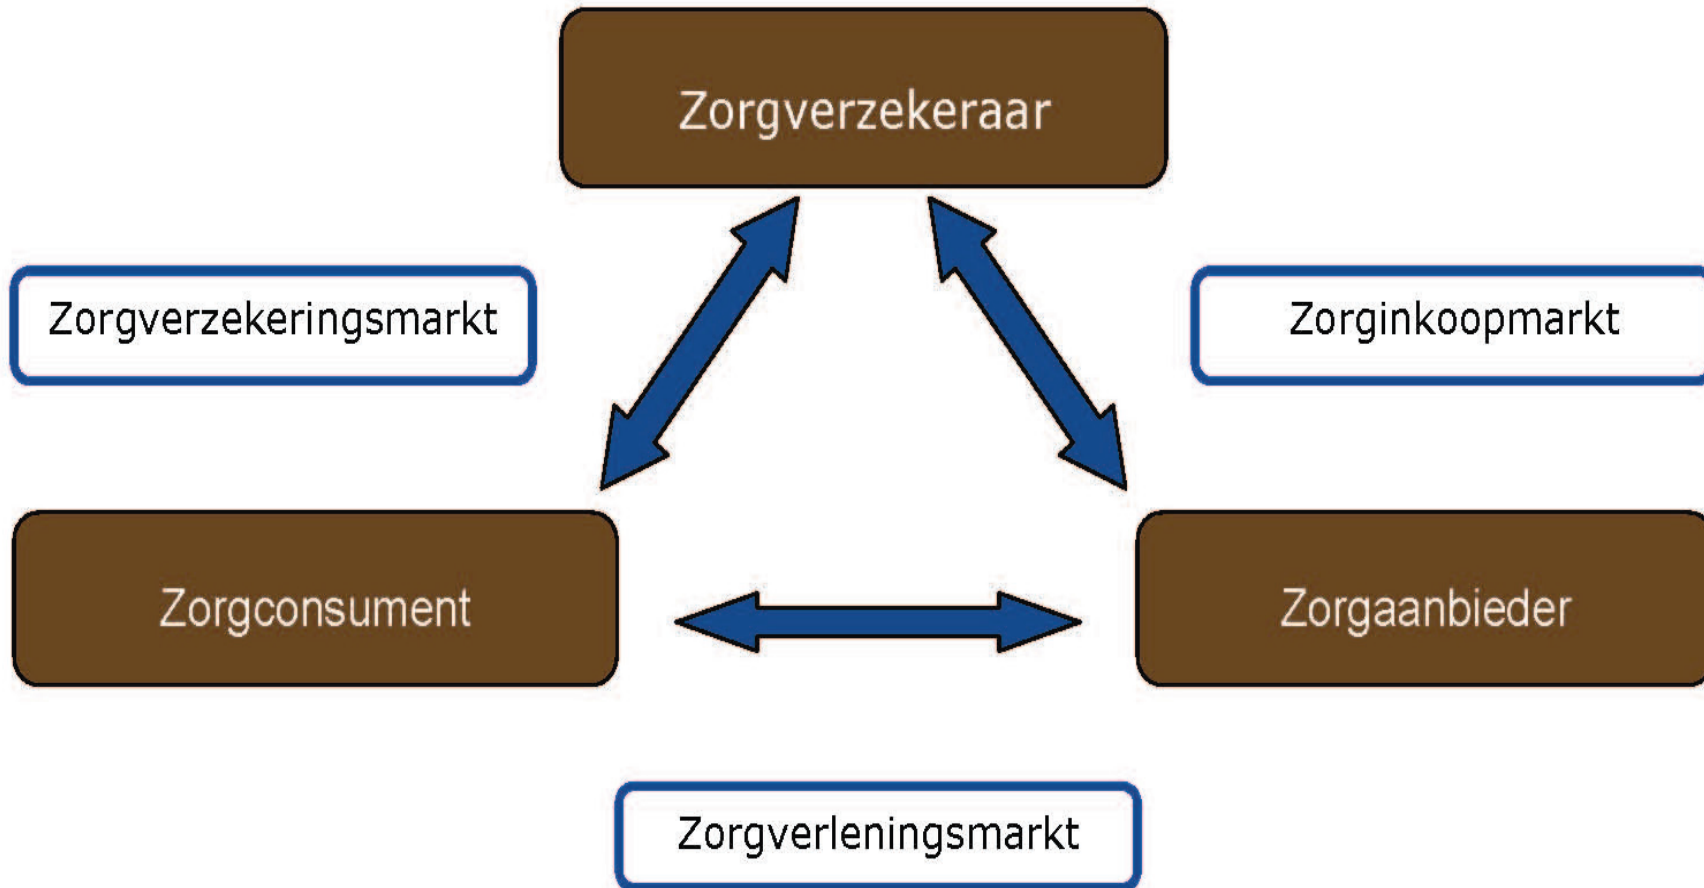 Zorgverzekeraar
Zorgverzekeringsmarkt
Zorginkoopmarkt
Zorgconsument
Zorgaanbieder
Zorgverleningsmarkt